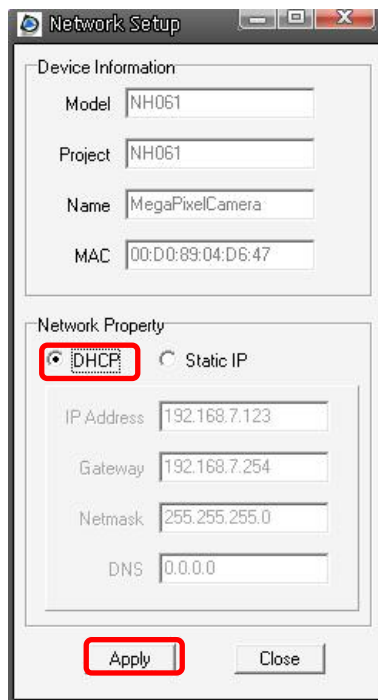 Network Setup
Device Information
Model NH061
Project NH061
Name MegaPixelCamera
MAC 00:D0:89:04:D6:47
Network Property
DHCP Static IP
IP Address 192.168.7.123
Gateway 192.168.7.254
Netmask 255.255.255.0
DNS 0.0.0.0
Apply Close